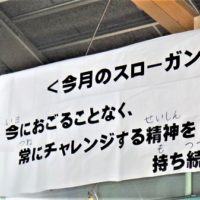 <今月のスローガン
今におごることなく、
常にチャレンジする精神を
持ち続